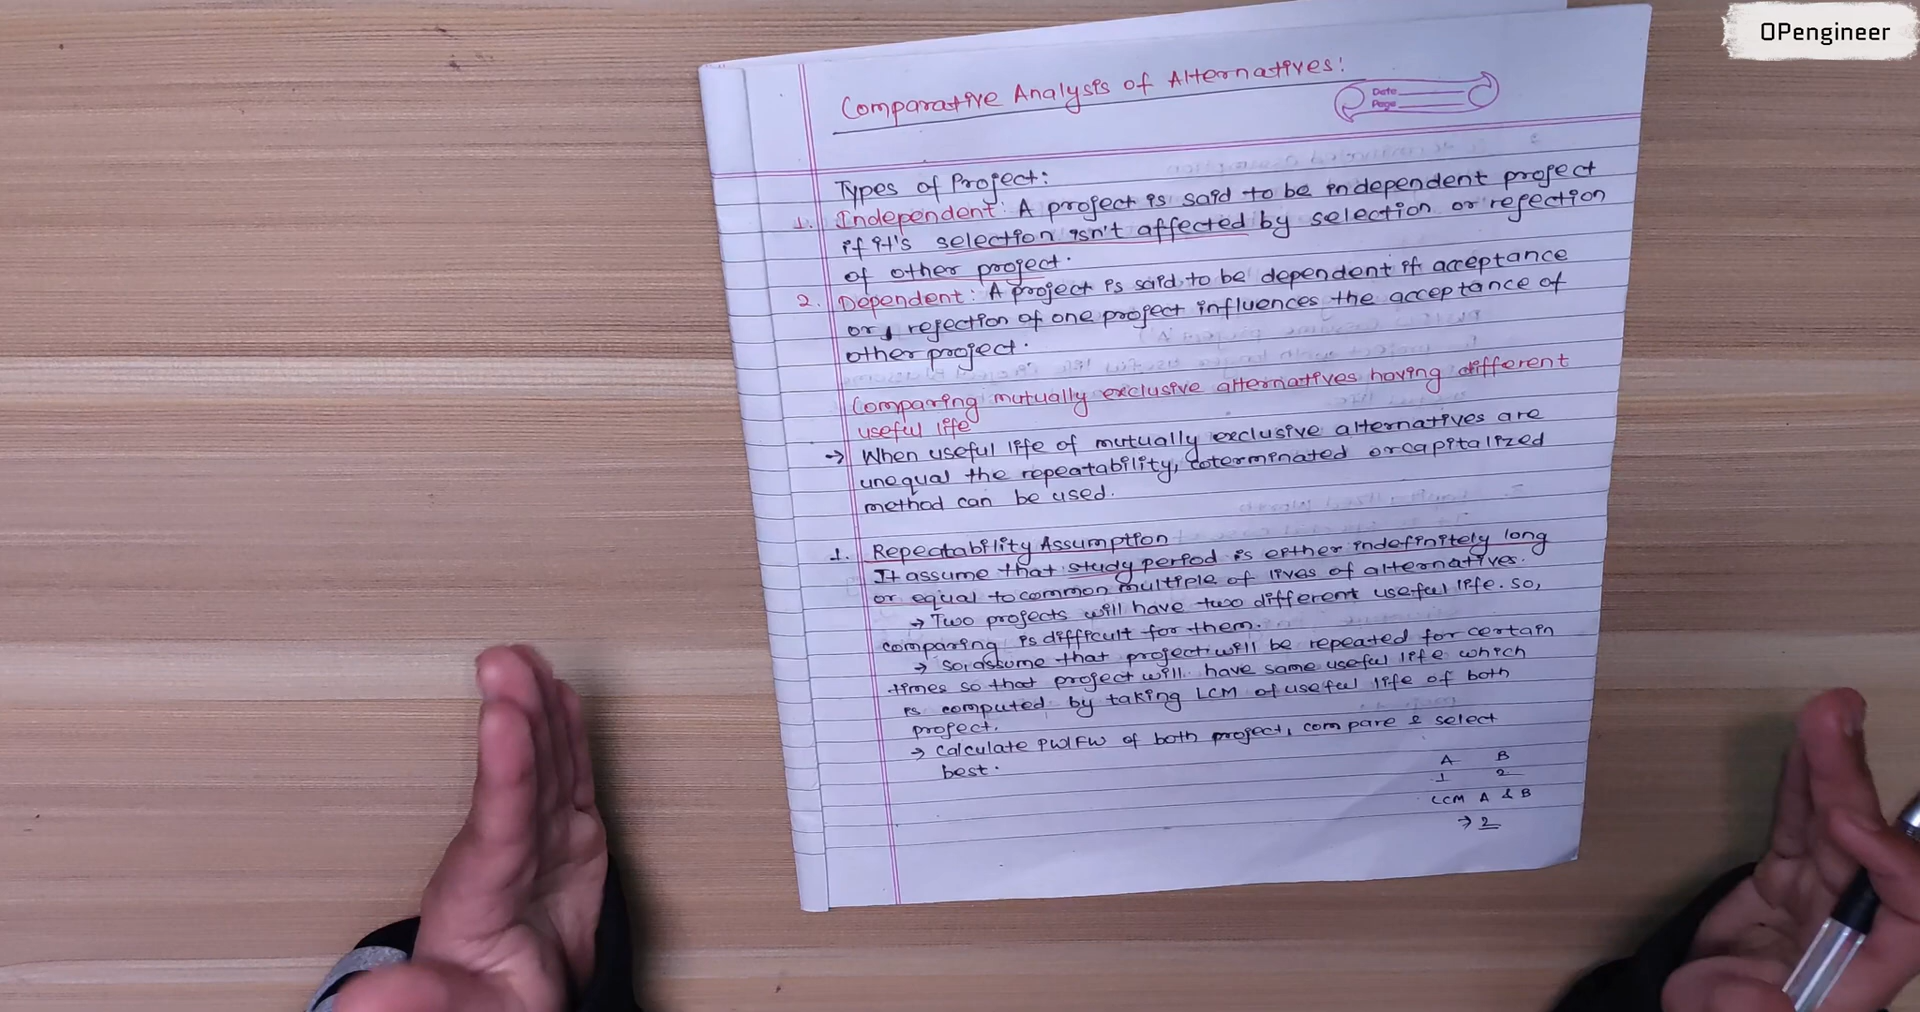 OPengineer
Comparative Analysis of Alternatives:
Date
Page
Types of Project:
1. Independent: A project is said to be independent project
if it's selection isn't affected by selection or rejection
of other project.
2. Dependent: A project is said to be dependent if acceptance
or, rejection of one project influences the acceptance of
other project.
Comparing mutually exclusive alternatives having different
useful life
→ When useful life of mutually exclusive alternatives are
unequal the repeatability, coterminated or capitalized
method can be used.
1. Repeatability Assumption
It assume that study period is either indefinitely long
or equal to common multiple of lives of alternatives.
→ Two projects will have two different useful life. so,
comparing is difficult for them.
→ so, assume that project will be repeated for certain
times so that project will have same useful life which
is computed by taking LCM of useful life of both
project.
→ calculate PW/FW of both project, compare & select
best.
A B
1 2
LCM A & B
→ 2